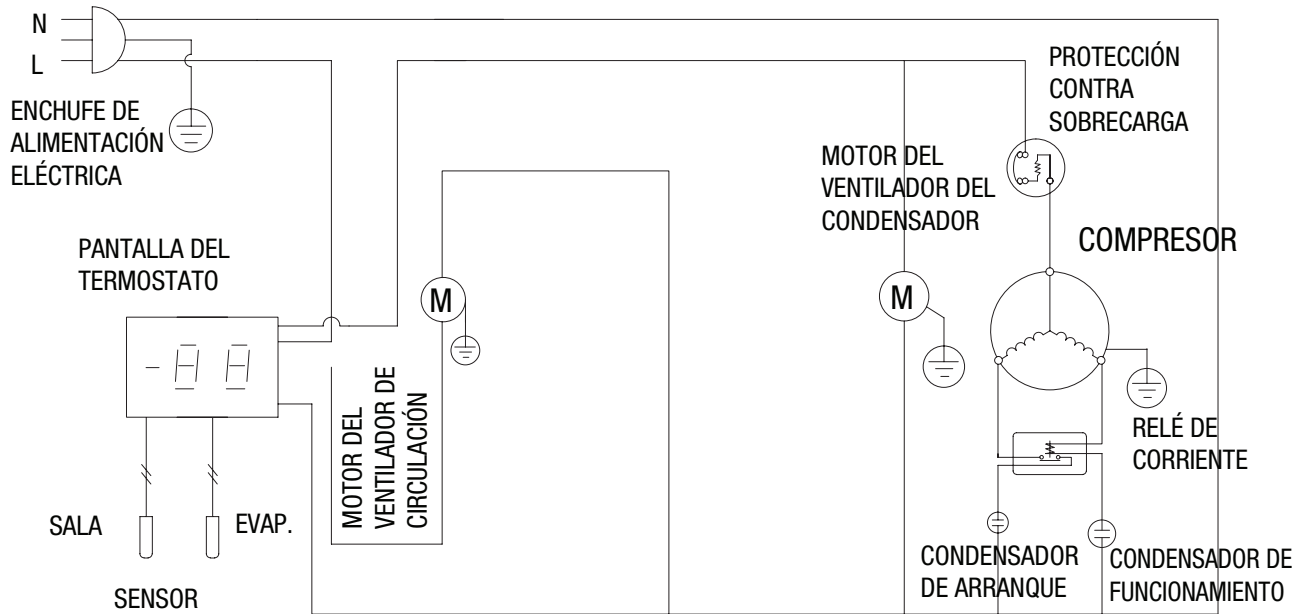 N
L
ENCHUFE DE
ALIMENTACIÓN
ELÉCTRICA
PROTECCIÓN
CONTRA
SOBRECARGA
MOTOR DEL
VENTILADOR DEL
CONDENSADOR
COMPRESOR
PANTALLA DEL
TERMOSTATO
M
M
-88
MOTOR DEL
VENTILADOR DE
CIRCULACIÓN
RELÉ DE
CORRIENTE
SALA
EVAP.
SENSOR
CONDENSADOR
DE ARRANQUE
CONDENSADOR DE
FUNCIONAMIENTO